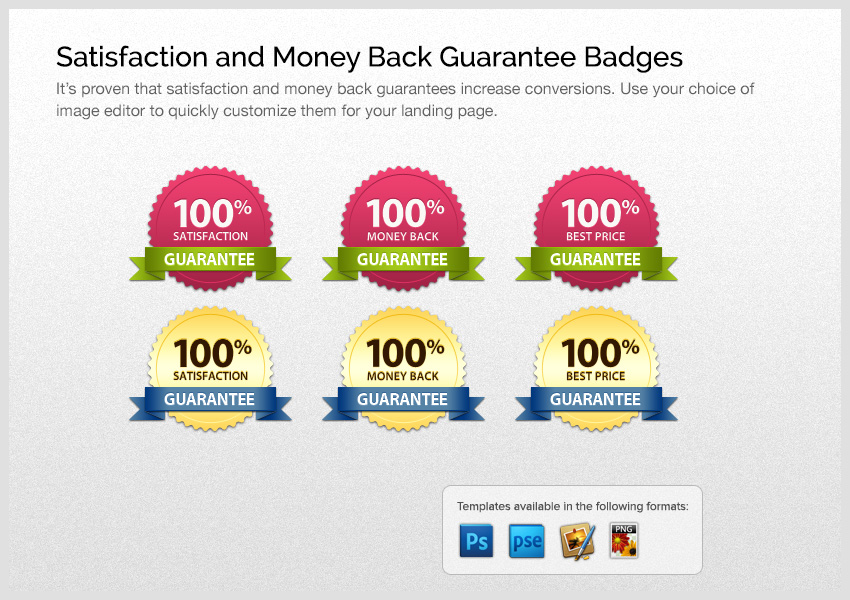 Satisfaction and Money Back Guarantee Badges
It's proven that satisfaction and money back guarantees increase conversions. Use your choice of
image editor to quickly customize them for your landing page.
100%
SATISFACTION
GUARANTEE
100%
MONEY BACK
GUARANTEE
100%
BEST PRICE
GUARANTEE
100%
SATISFACTION
GUARANTEE
100%
MONEY BACK
GUARANTEE
100%
BEST PRICE
GUARANTEE
Templates available in the following formats:
Ps
pse
PNG